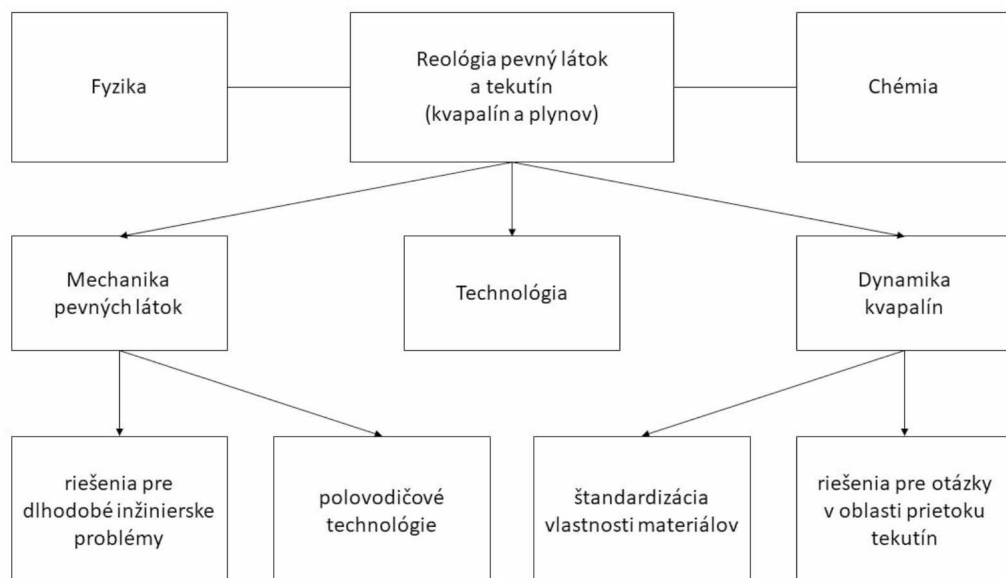 Fyzika
Reológia pevný látok
a tekutín
(kvapalín a plynov)
Chémia
Mechanika
pevných látok
Technológia
Dynamika
kvapalín
riešenia pre
dlhodobé inžinierske
problémy
polovodičové
technológie
štandardizácia
vlastnosti materiálov
riešenia pre otázky
v oblasti prietoku
tekutín